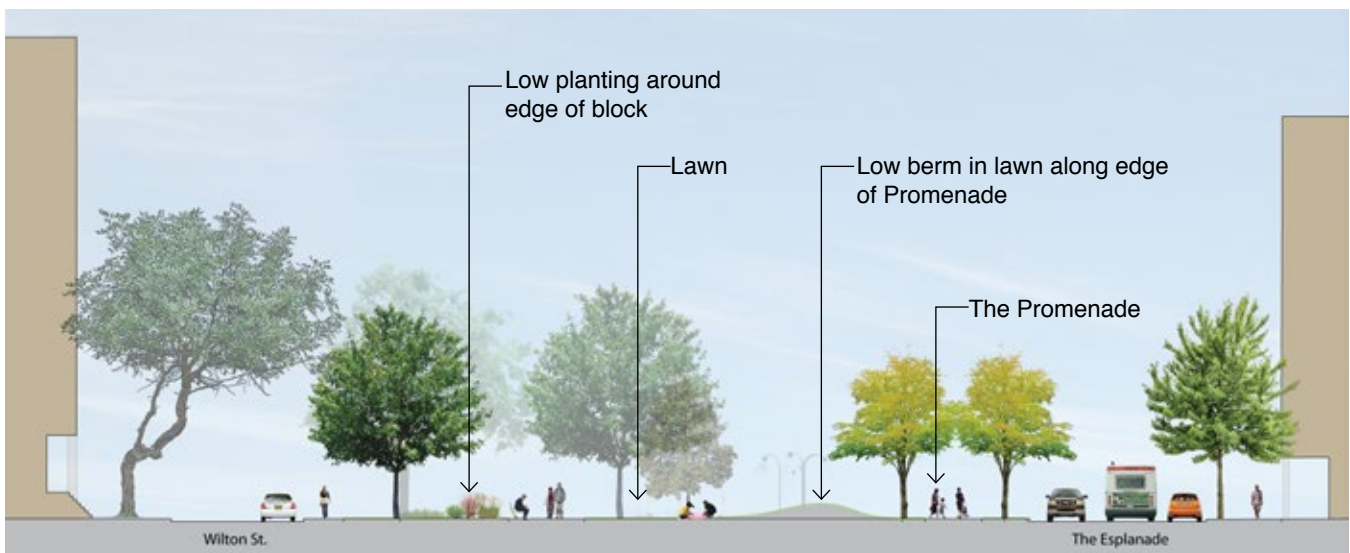 Low planting around
edge of block
Lawn
Low berm in lawn along edge
of Promenade
The Promenade
Wilton St.
The Esplanade